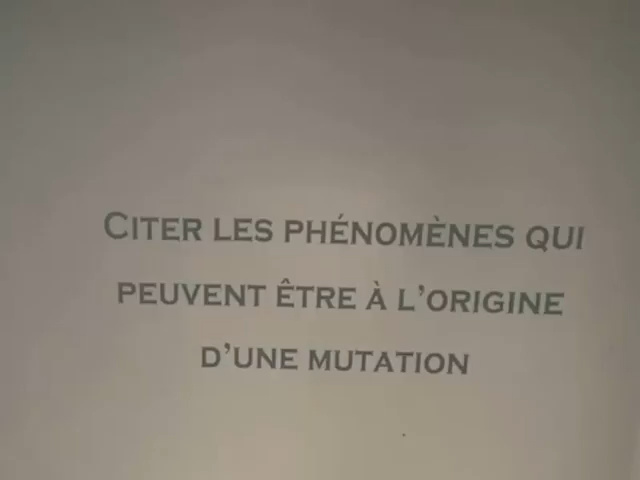 Citer les phénomènes qui
peuvent être à l'origine
d'une mutation